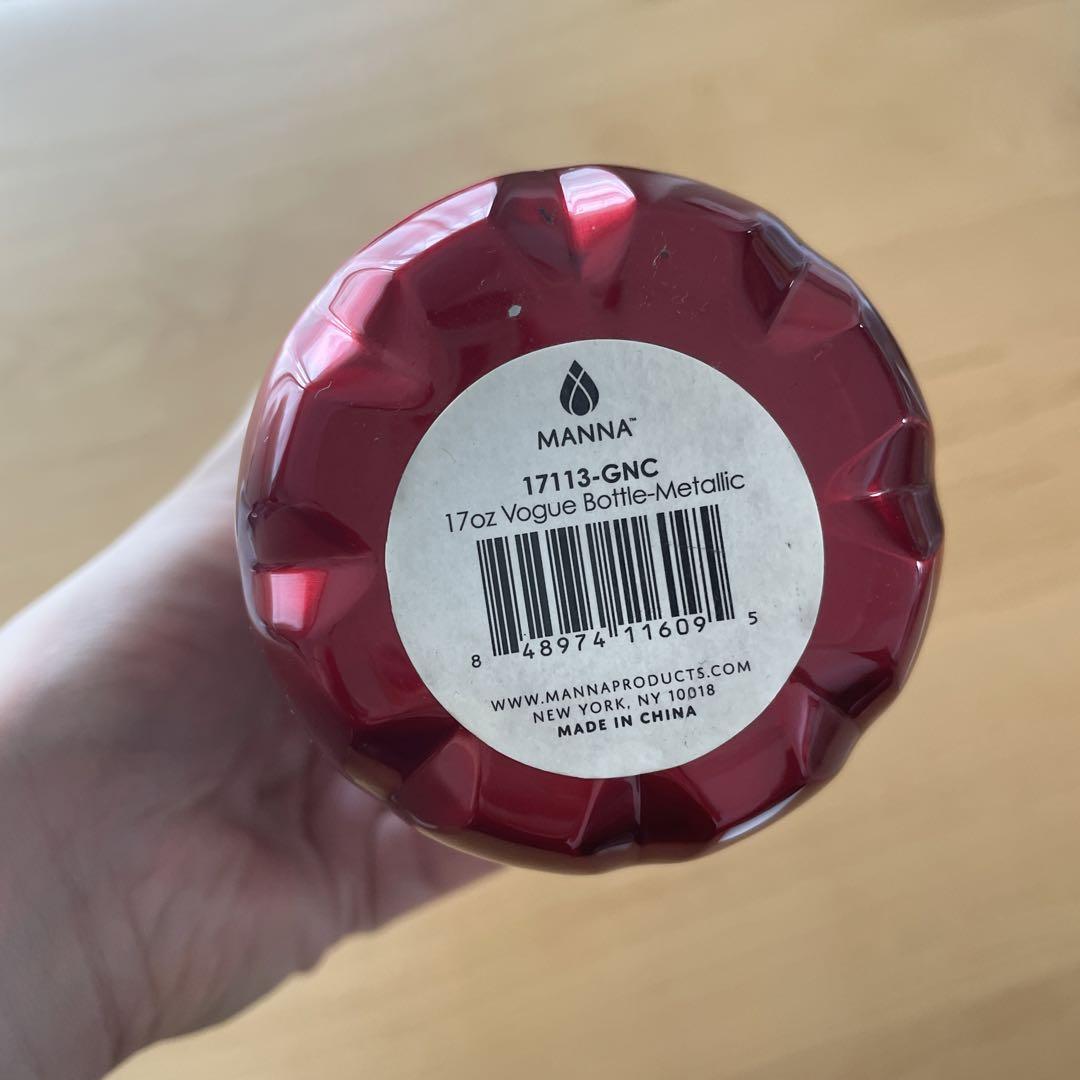 MANNA™
17113-GNC
17oz Vogue Bottle-Metallic
8 48974 11609 5
WWW.MANNAPRODUCTS.COM
NEW YORK, NY 10018
MADE IN CHINA